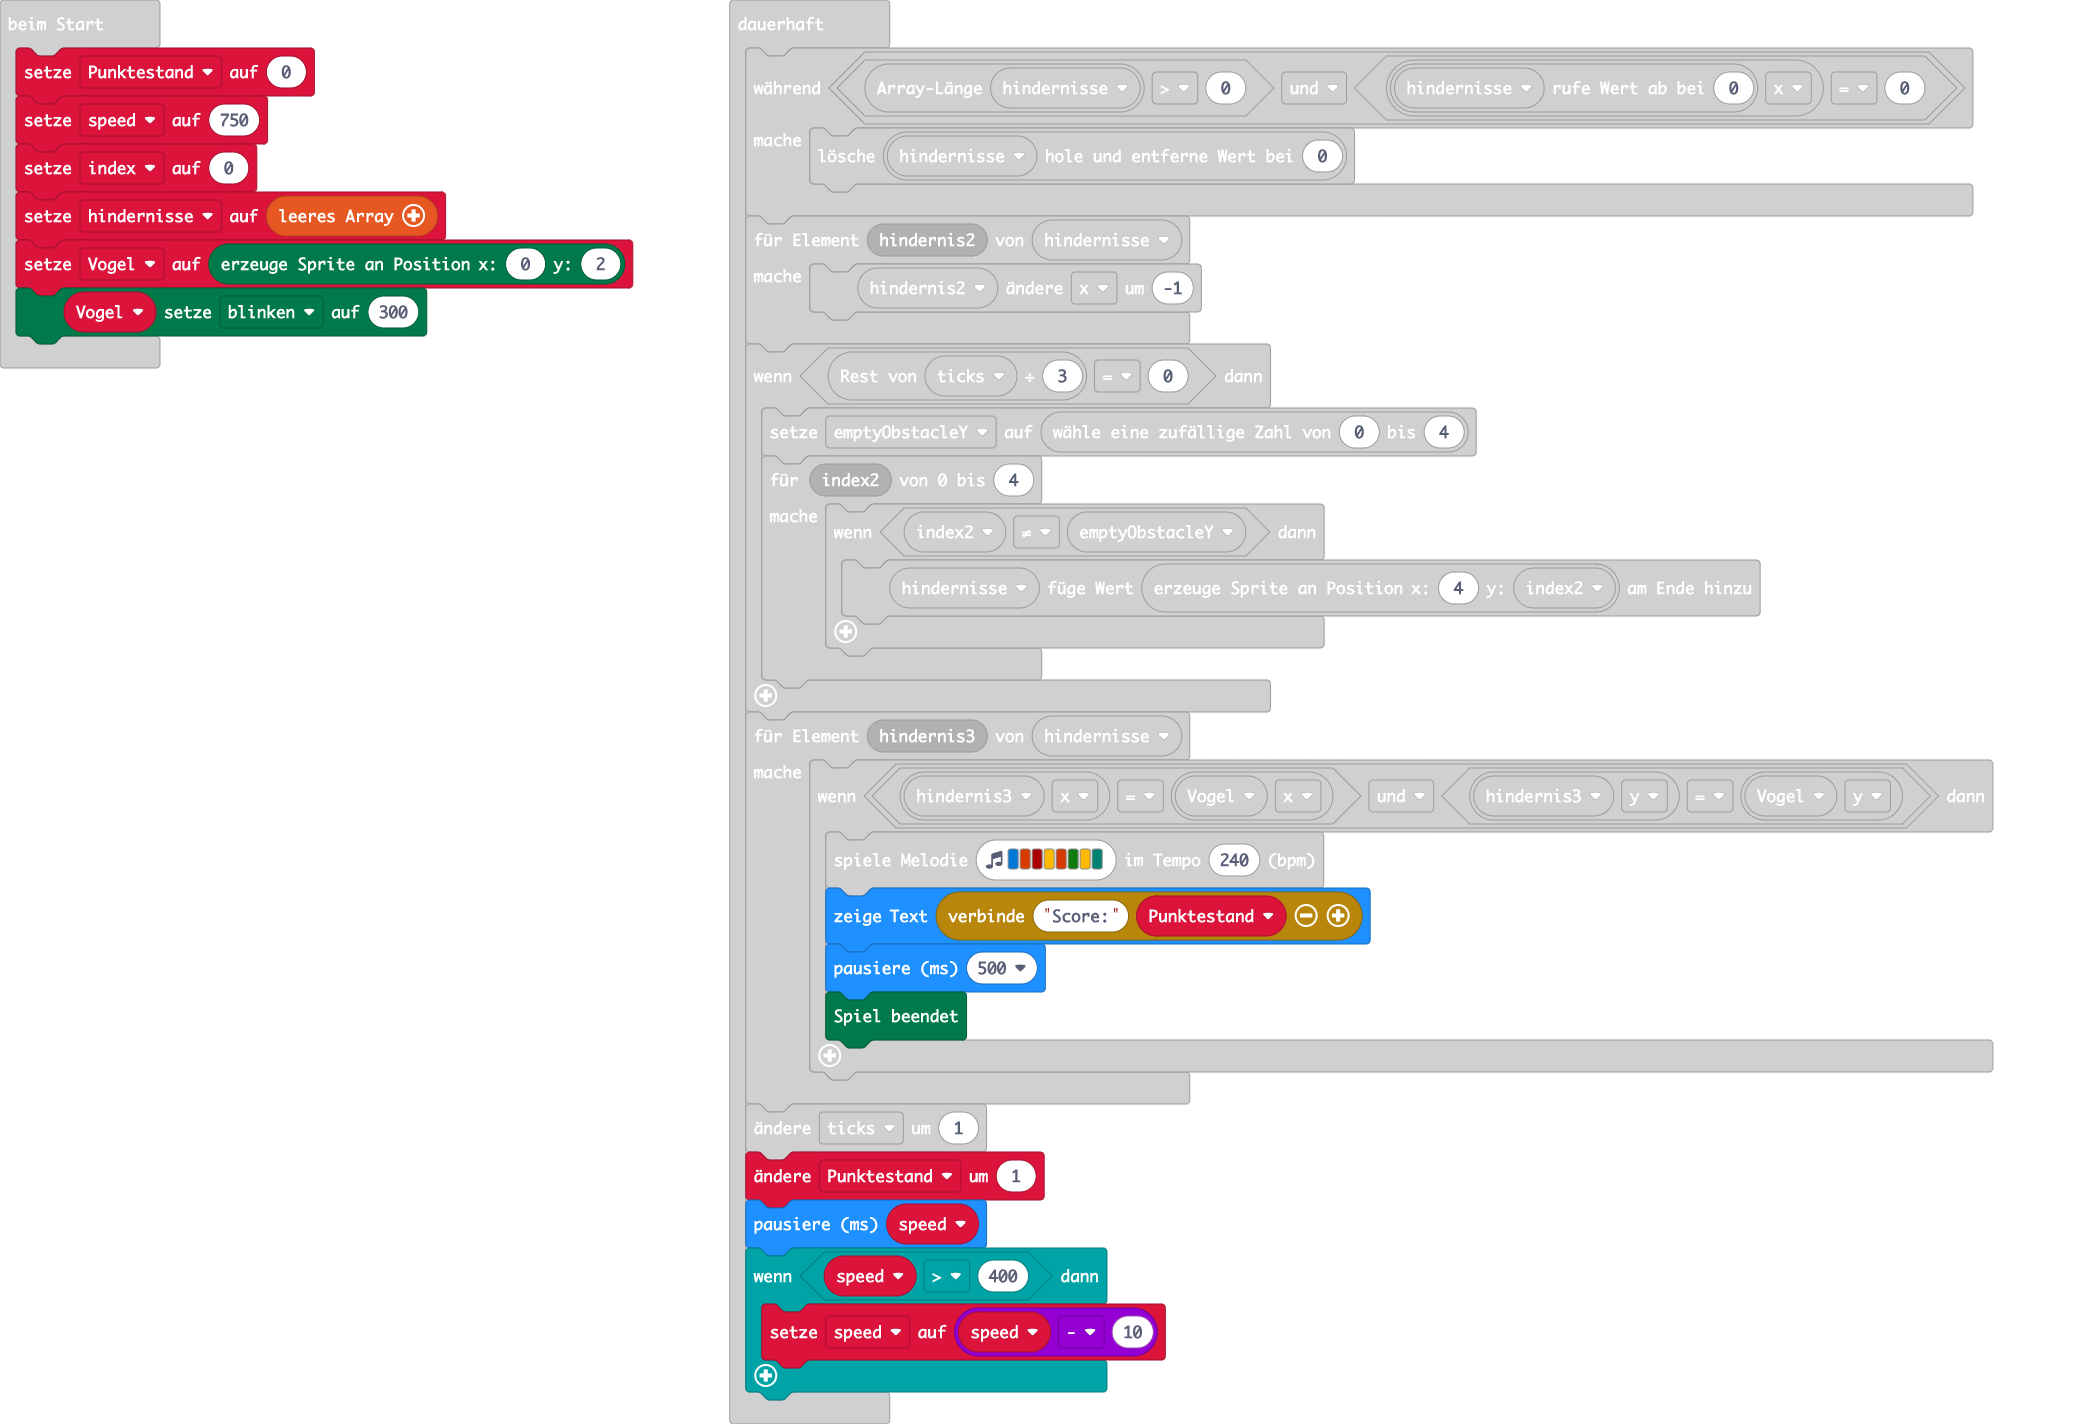 beim Start
setze Punktestand auf 0
setze speed auf 750
setze index auf 0
setze hindernisse auf leeres Array
setze Vogel auf erzeuge Sprite an Position x: 0 y: 2
Vogel setze blinken auf 300
dauerhaft
während Array-Länge hindernisse > 0 und hindernisse rufe Wert ab bei 0 x = 0
mache
lösche hindernisse hole und entferne Wert bei 0
für Element hindernis2 von hindernisse
mache
hindernis2 ändere x um -1
wenn Rest von ticks ÷ 3 = 0 dann
setze emptyObstacleY auf wähle eine zufällige Zahl von 0 bis 4
für index2 von 0 bis 4
mache
wenn index2 ≠ emptyObstacleY dann
hindernisse füge Wert erzeuge Sprite an Position x: 4 y: index2 am Ende hinzu
für Element hindernis3 von hindernisse
mache
wenn hindernis3 x = Vogel x und hindernis3 y = Vogel y dann
spiele Melodie im Tempo 240 (bpm)
zeige Text verbinde "Score:" Punktestand
pausiere (ms) 500
Spiel beendet
ändere ticks um 1
ändere Punktestand um 1
pausiere (ms) speed
wenn speed > 400 dann
setze speed auf speed - 10